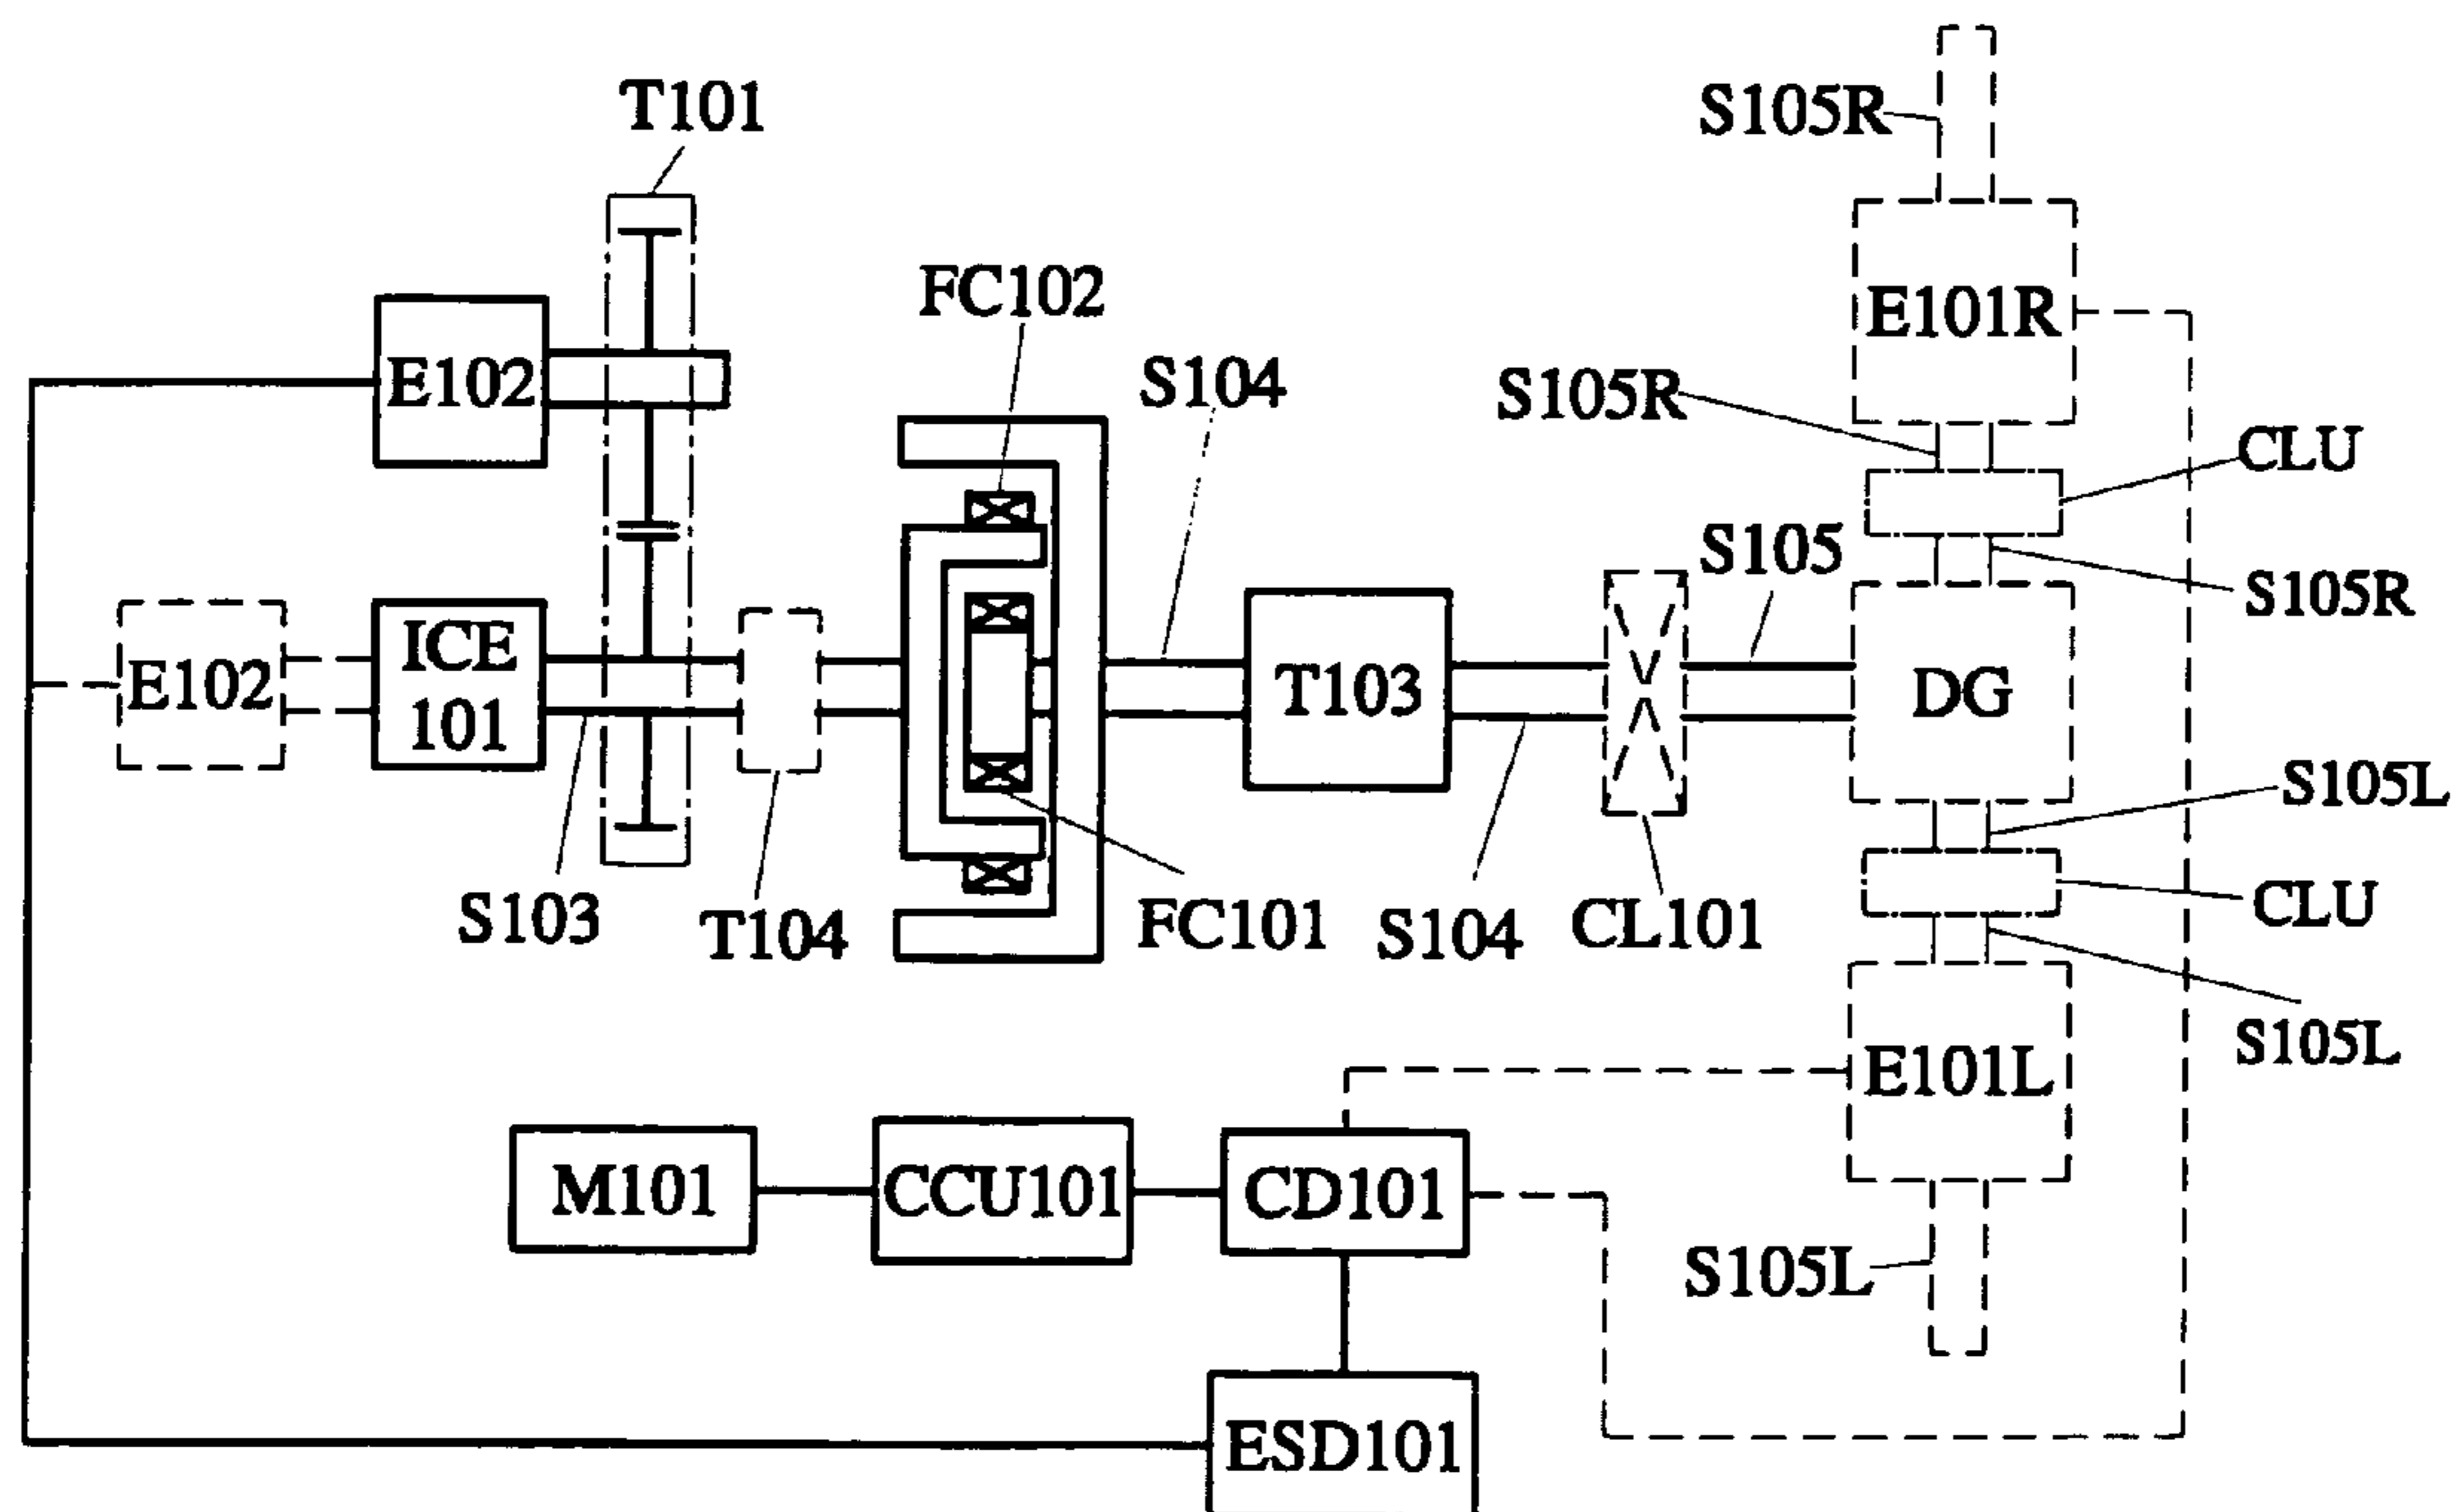 T101
S105R
E101R
FC102
S104
E102
S105R
CLU
S105
S105R
E102
ICE
101
T103
DG
S105L
S103
T104
FC101
S104
CL101
CLU
S105L
E101L
M101
CCU101
CD101
S105L
ESD101